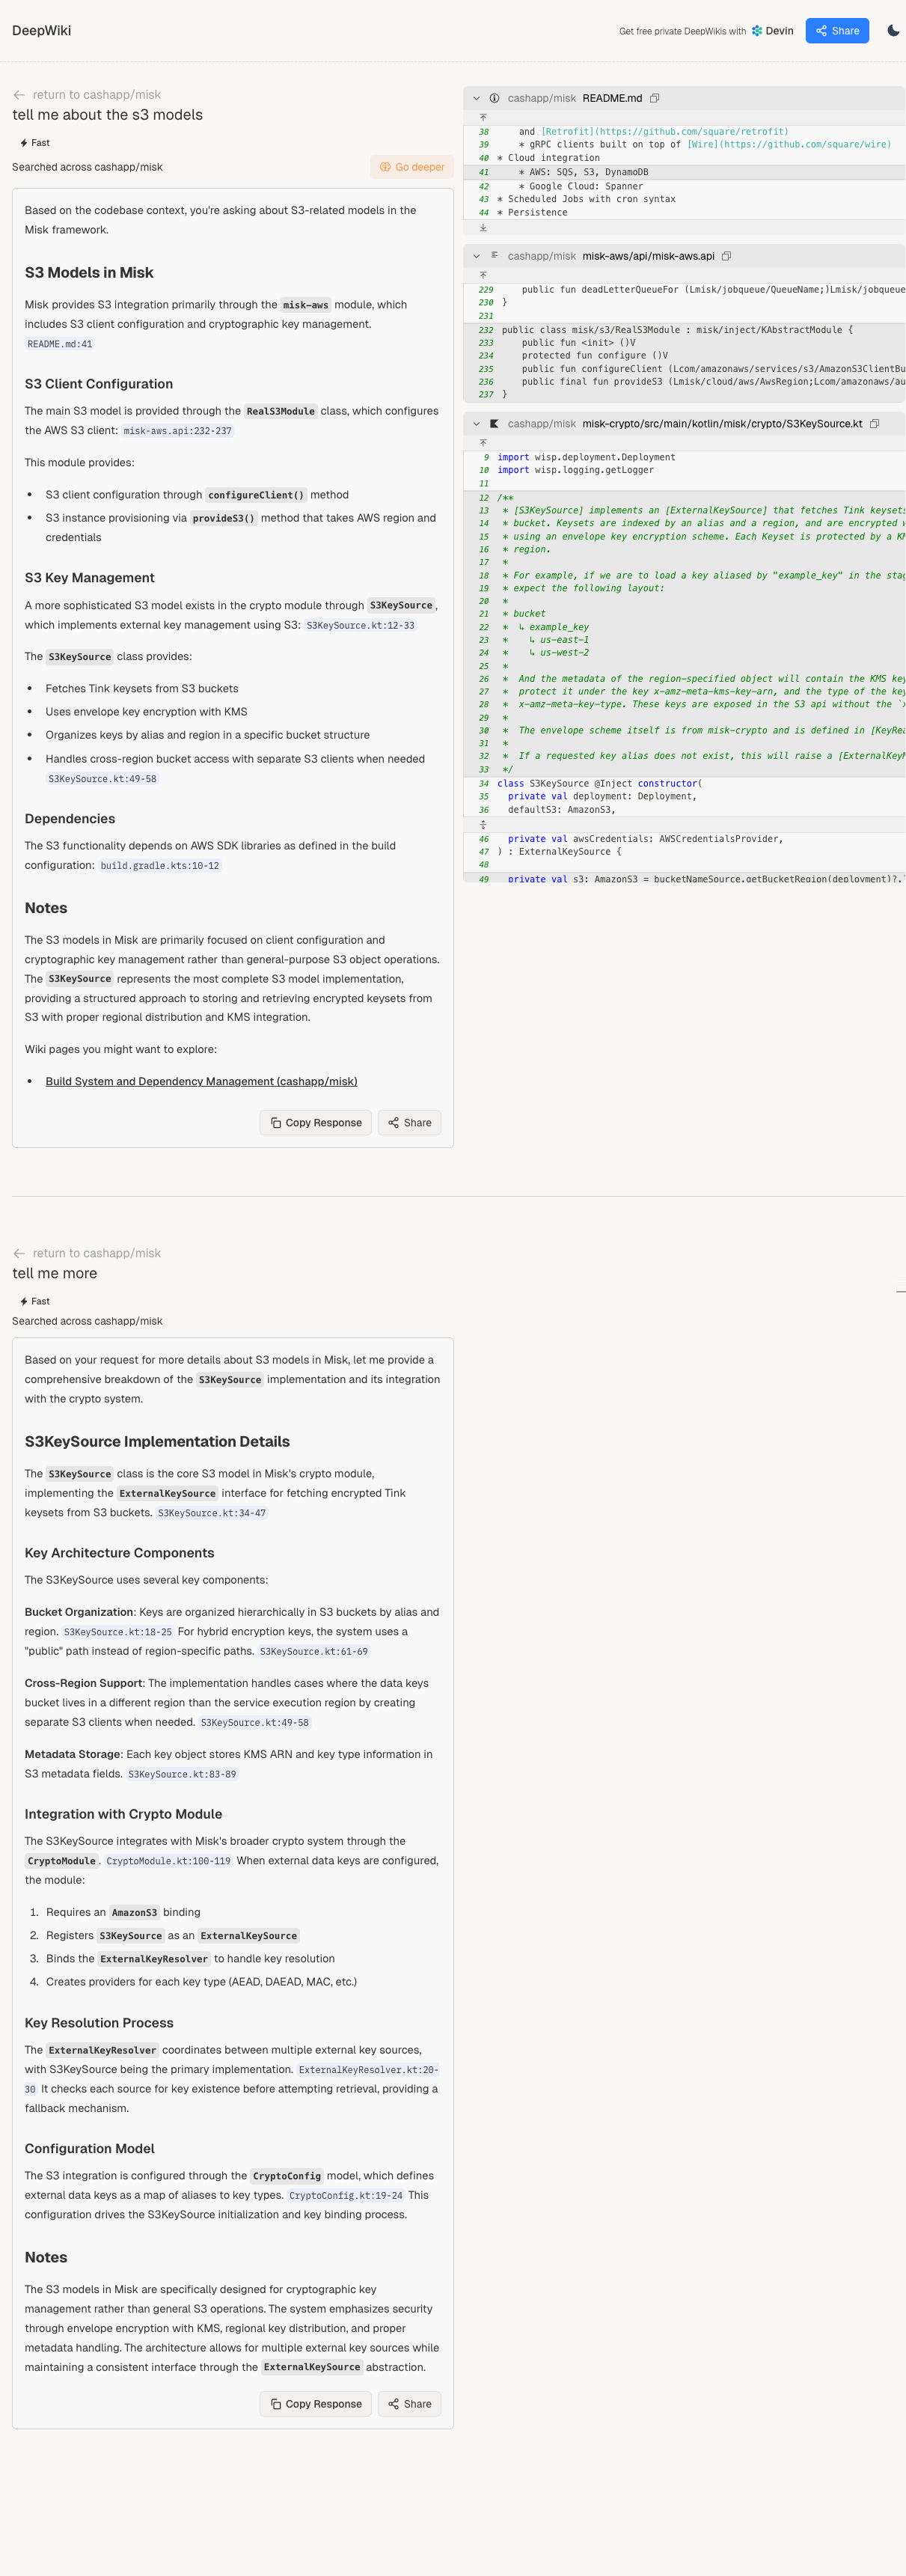 DeepWiki
Get free private DeepWikis with Devin
Share
return to cashapp/misk
tell me about the s3 models
Fast
Searched across cashapp/misk
Go deeper
Based on the codebase context, you're asking about S3-related models in the
Misk framework.
S3 Models in Misk
Misk provides S3 integration primarily through the misk-aws module, which
includes S3 client configuration and cryptographic key management.
README.md:41
S3 Client Configuration
The main S3 model is provided through the RealS3Module class, which configures
the AWS S3 client: misk-aws.api:232-237
This module provides:
• S3 client configuration through configureClient() method
• S3 instance provisioning via provideS3() method that takes AWS region and
credentials
S3 Key Management
A more sophisticated S3 model exists in the crypto module through S3KeySource,
which implements external key management using S3: S3KeySource.kt:12-33
The S3KeySource class provides:
• Fetches Tink keysets from S3 buckets
• Uses envelope key encryption with KMS
• Organizes keys by alias and region in a specific bucket structure
• Handles cross-region bucket access with separate S3 clients when needed
S3KeySource.kt:49-58
Dependencies
The S3 functionality depends on AWS SDK libraries as defined in the build
configuration: build.gradle.kts:10-12
Notes
The S3 models in Misk are primarily focused on client configuration and
cryptographic key management rather than general-purpose S3 object operations.
The S3KeySource represents the most complete S3 model implementation,
providing a structured approach to storing and retrieving encrypted keysets from
S3 with proper regional distribution and KMS integration.
Wiki pages you might want to explore:
• Build System and Dependency Management (cashapp/misk)
Copy Response
Share
cashapp/misk README.md
38 and [Retrofit](https://github.com/square/retrofit)
39 * gRPC clients built on top of [Wire](https://github.com/square/wire)
40 * Cloud integration
41 * AWS: SQS, S3, DynamoDB
42 * Google Cloud: Spanner
43 * Scheduled Jobs with cron syntax
44 * Persistence
cashapp/misk misk-aws/api/misk-aws.api
229 public fun deadLetterQueueFor (Lmisk/jobqueue/QueueName;)Lmisk/jobqueue
230 }
231
232 public class misk/s3/RealS3Module : misk/inject/KAbstractModule {
233 public fun <init> ()V
234 protected fun configure ()V
235 public fun configureClient (Lcom/amazonaws/services/s3/AmazonS3ClientBu
236 public final fun provideS3 (Lmisk/cloud/aws/AwsRegion;Lcom/amazonaws/au
237 }
cashapp/misk misk-crypto/src/main/kotlin/misk/crypto/S3KeySource.kt
9 import wisp.deployment.Deployment
10 import wisp.logging.getLogger
11
12 /**
13 * [S3KeySource] implements an [ExternalKeySource] that fetches Tink keysets
14 * bucket. Keysets are indexed by an alias and a region, and are encrypted w
15 * using an envelope key encryption scheme. Each Keyset is protected by a KM
16 * region.
17 *
18 * For example, if we are to load a key aliased by "example_key" in the stag
19 * expect the following layout:
20 *
21 * bucket
22 * ↳ example_key
23 * ↳ us-east-1
24 * ↳ us-west-2
25 *
26 * And the metadata of the region-specified object will contain the KMS key
27 * protect it under the key x-amz-meta-kms-key-arn, and the type of the key
28 * x-amz-meta-key-type. These keys are exposed in the S3 api without the `x
29 *
30 * The envelope scheme itself is from misk-crypto and is defined in [KeyRea
31 *
32 * If a requested key alias does not exist, this will raise a [ExternalKeyM
33 */
34 class S3KeySource @Inject constructor(
35 private val deployment: Deployment,
36 defaultS3: AmazonS3,
46 private val awsCredentials: AWSCredentialsProvider,
47 ) : ExternalKeySource {
48
49 private val s3: AmazonS3 = bucketNameSource.getBucketRegion(deployment)?.
return to cashapp/misk
tell me more
Fast
Searched across cashapp/misk
Based on your request for more details about S3 models in Misk, let me provide a
comprehensive breakdown of the S3KeySource implementation and its integration
with the crypto system.
S3KeySource Implementation Details
The S3KeySource class is the core S3 model in Misk's crypto module,
implementing the ExternalKeySource interface for fetching encrypted Tink
keysets from S3 buckets. S3KeySource.kt:34-47
Key Architecture Components
The S3KeySource uses several key components:
Bucket Organization: Keys are organized hierarchically in S3 buckets by alias and
region. S3KeySource.kt:18-25 For hybrid encryption keys, the system uses a
"public" path instead of region-specific paths. S3KeySource.kt:61-69
Cross-Region Support: The implementation handles cases where the data keys
bucket lives in a different region than the service execution region by creating
separate S3 clients when needed. S3KeySource.kt:49-58
Metadata Storage: Each key object stores KMS ARN and key type information in
S3 metadata fields. S3KeySource.kt:83-89
Integration with Crypto Module
The S3KeySource integrates with Misk's broader crypto system through the
CryptoModule. CryptoModule.kt:100-119 When external data keys are configured,
the module:
1. Requires an AmazonS3 binding
2. Registers S3KeySource as an ExternalKeySource
3. Binds the ExternalKeyResolver to handle key resolution
4. Creates providers for each key type (AEAD, DAEAD, MAC, etc.)
Key Resolution Process
The ExternalKeyResolver coordinates between multiple external key sources,
with S3KeySource being the primary implementation. ExternalKeyResolver.kt:20-
30 It checks each source for key existence before attempting retrieval, providing a
fallback mechanism.
Configuration Model
The S3 integration is configured through the CryptoConfig model, which defines
external data keys as a map of aliases to key types. CryptoConfig.kt:19-24 This
configuration drives the S3KeySource initialization and key binding process.
Notes
The S3 models in Misk are specifically designed for cryptographic key
management rather than general S3 operations. The system emphasizes security
through envelope encryption with KMS, regional key distribution, and proper
metadata handling. The architecture allows for multiple external key sources while
maintaining a consistent interface through the ExternalKeySource abstraction.
Copy Response
Share